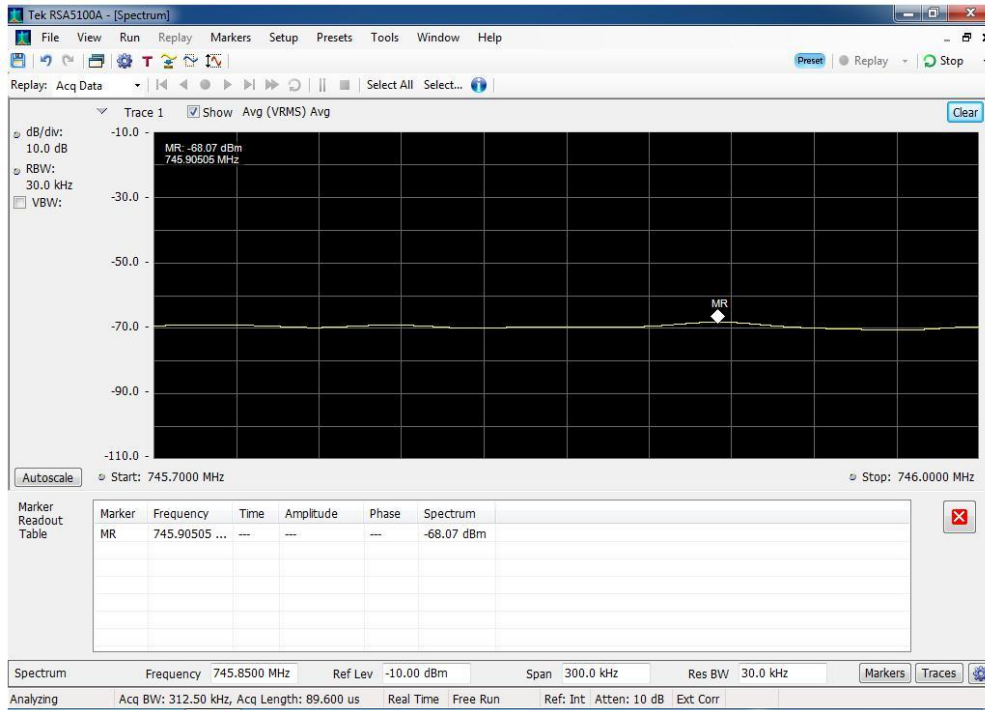 Tek RSA5100A - [Spectrum]
File View Run Replay Markers Setup Presets Tools Window Help
Preset Replay Stop
Replay: Acq Data Select All Select...
Trace 1 Show Avg (VRMS) Avg Clear
dB/div:
10.0 dB
RBW:
30.0 kHz
VBW:
-10.0
-30.0
-50.0
-70.0
-90.0
-110.0
MR: -68.07 dBm
745.90505 MHz
MR
Autoscale Start: 745.7000 MHz Stop: 746.0000 MHz
Marker
Readout
Table
Marker Frequency Time Amplitude Phase Spectrum
MR 745.90505 ... --- --- --- -68.07 dBm
Spectrum Frequency 745.8500 MHz Ref Lev -10.00 dBm Span 300.0 kHz Res BW 30.0 kHz Markers Traces
Analyzing Acq BW: 312.50 kHz, Acq Length: 89.600 us Real Time Free Run Ref: Int Atten: 10 dB Ext Corr